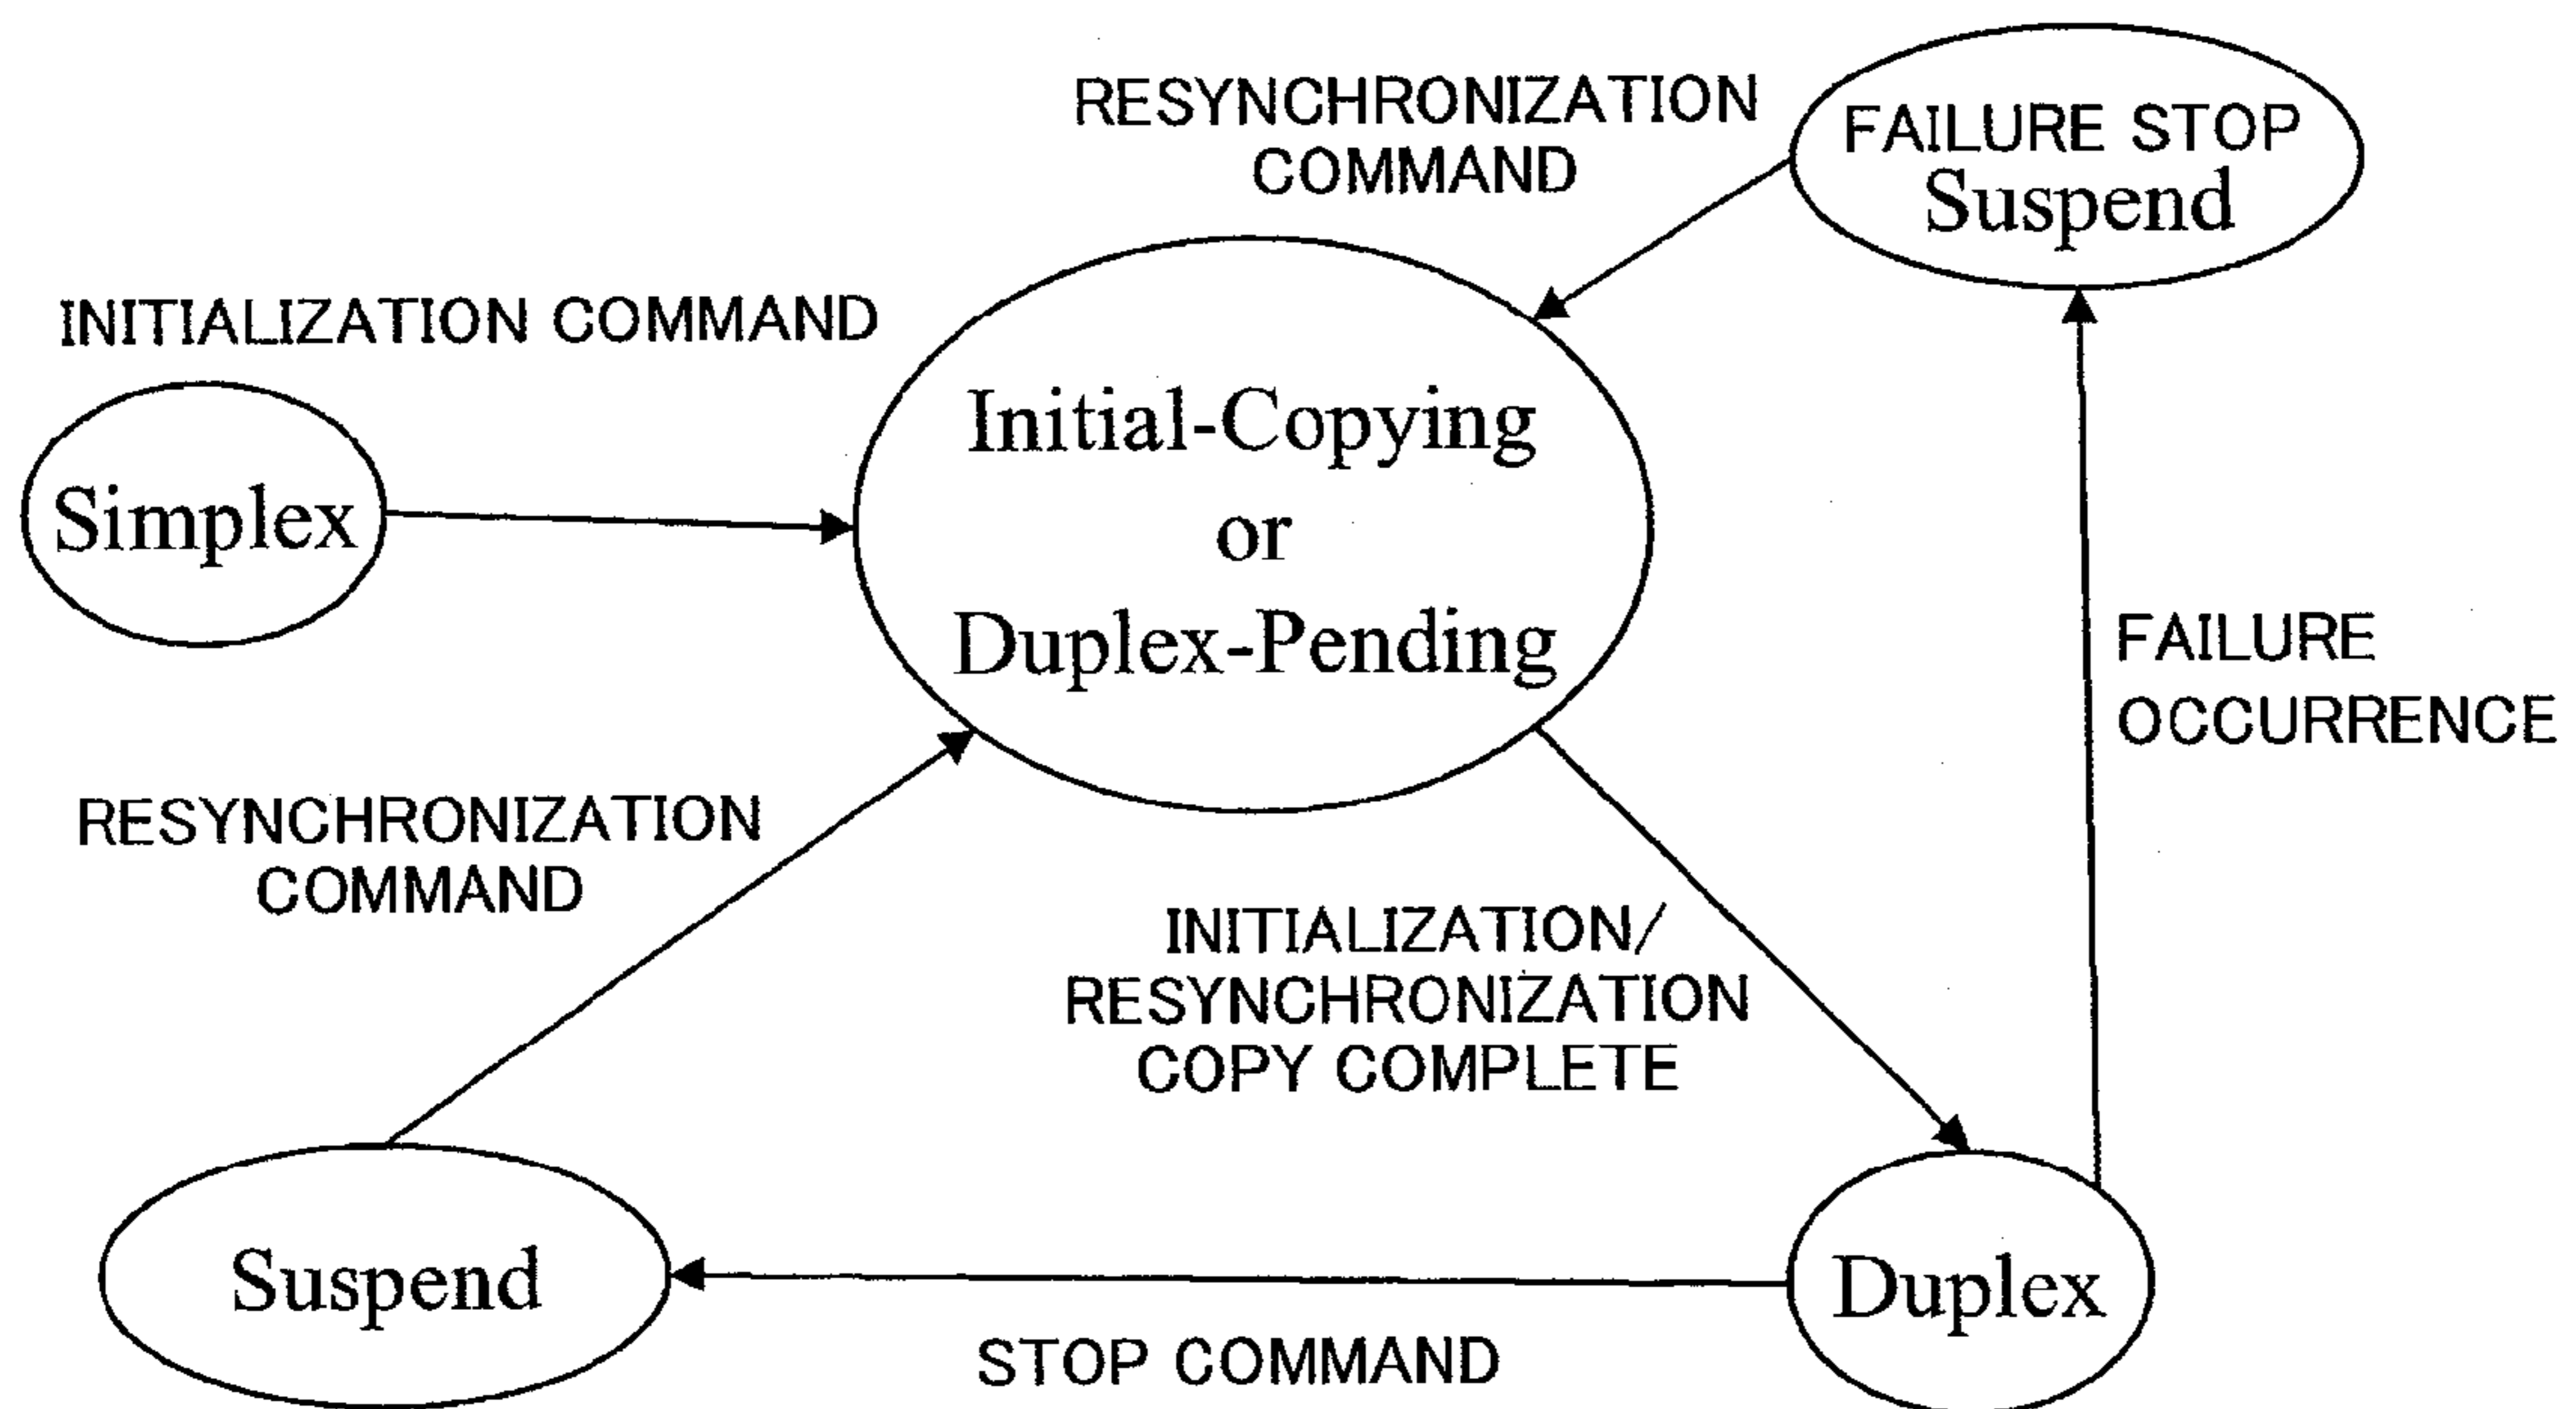 RESYNCHRONIZATION
COMMAND
FAILURE STOP
Suspend
INITIALIZATION COMMAND
Simplex
Initial-Copying
or
Duplex-Pending
FAILURE
OCCURRENCE
RESYNCHRONIZATION
COMMAND
INITIALIZATION/
RESYNCHRONIZATION
COPY COMPLETE
Suspend
Duplex
STOP COMMAND